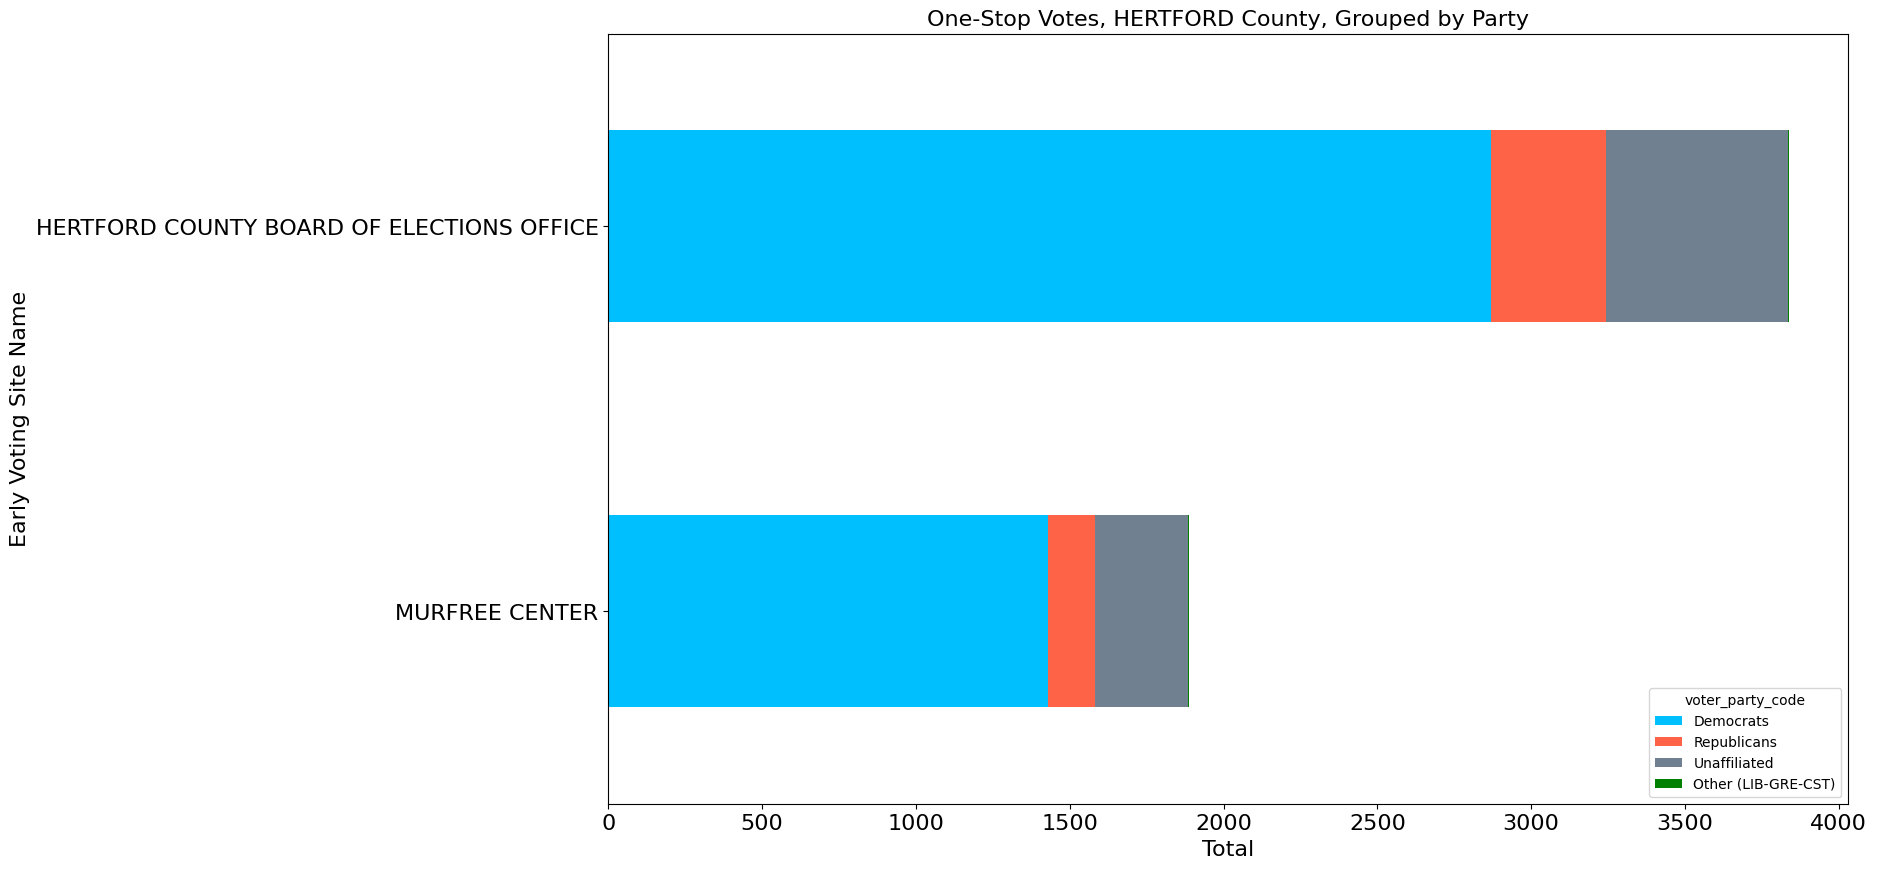 One-Stop Votes, HERTFORD County, Grouped by Party
Early Voting Site Name
HERTFORD COUNTY BOARD OF ELECTIONS OFFICE
MURFREE CENTER
voter_party_code
Democrats
Republicans
Unaffiliated
Other (LIB-GRE-CST)
0 500 1000 1500 2000 2500 3000 3500 4000
Total